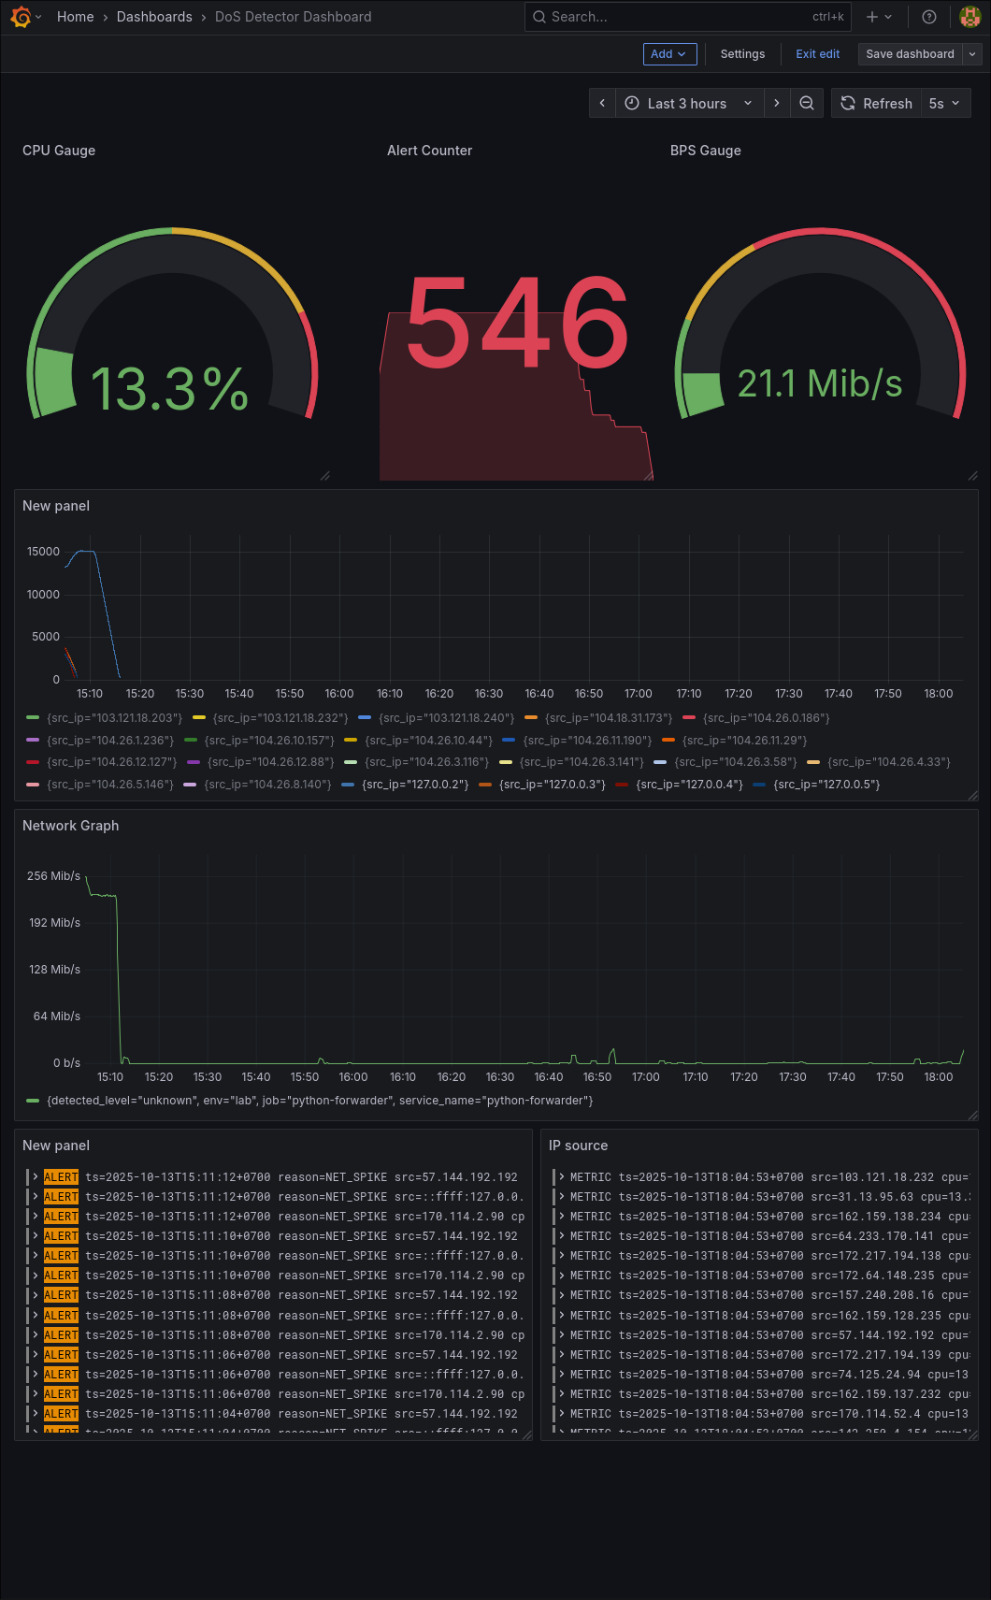 Home > Dashboards > DoS Detector Dashboard
Search...
ctrl+k
Add
Settings
Exit edit
Save dashboard
Last 3 hours
Refresh
5s
CPU Gauge
Alert Counter
BPS Gauge
13.3%
546
21.1 Mib/s
New panel
15000
10000
5000
0
15:10 15:20 15:30 15:40 15:50 16:00 16:10 16:20 16:30 16:40 16:50 17:00 17:10 17:20 17:30 17:40 17:50 18:00
{src_ip="103.121.18.203"} {src_ip="103.121.18.232"} {src_ip="103.121.18.240"} {src_ip="104.18.31.173"} {src_ip="104.26.0.186"}
{src_ip="104.26.1.236"} {src_ip="104.26.10.157"} {src_ip="104.26.10.44"} {src_ip="104.26.11.190"} {src_ip="104.26.11.29"}
{src_ip="104.26.12.127"} {src_ip="104.26.12.88"} {src_ip="104.26.3.116"} {src_ip="104.26.3.141"} {src_ip="104.26.3.58"} {src_ip="104.26.4.33"}
{src_ip="104.26.5.146"} {src_ip="104.26.8.140"} {src_ip="127.0.0.2"} {src_ip="127.0.0.3"} {src_ip="127.0.0.4"} {src_ip="127.0.0.5"}
Network Graph
256 Mib/s
192 Mib/s
128 Mib/s
64 Mib/s
0 b/s
15:10 15:20 15:30 15:40 15:50 16:00 16:10 16:20 16:30 16:40 16:50 17:00 17:10 17:20 17:30 17:40 17:50 18:00
{detected_level="unknown", env="lab", job="python-forwarder", service_name="python-forwarder"}
New panel
ALERT ts=2025-10-13T15:11:12+0700 reason=NET_SPIKE src=57.144.192.192
ALERT ts=2025-10-13T15:11:12+0700 reason=NET_SPIKE src=::ffff:127.0.0.
ALERT ts=2025-10-13T15:11:12+0700 reason=NET_SPIKE src=170.114.2.90 cp
ALERT ts=2025-10-13T15:11:10+0700 reason=NET_SPIKE src=57.144.192.192
ALERT ts=2025-10-13T15:11:10+0700 reason=NET_SPIKE src=::ffff:127.0.0.
ALERT ts=2025-10-13T15:11:10+0700 reason=NET_SPIKE src=170.114.2.90 cp
ALERT ts=2025-10-13T15:11:08+0700 reason=NET_SPIKE src=57.144.192.192
ALERT ts=2025-10-13T15:11:08+0700 reason=NET_SPIKE src=::ffff:127.0.0.
ALERT ts=2025-10-13T15:11:08+0700 reason=NET_SPIKE src=170.114.2.90 cp
ALERT ts=2025-10-13T15:11:06+0700 reason=NET_SPIKE src=57.144.192.192
ALERT ts=2025-10-13T15:11:06+0700 reason=NET_SPIKE src=::ffff:127.0.0.
ALERT ts=2025-10-13T15:11:06+0700 reason=NET_SPIKE src=170.114.2.90 cp
ALERT ts=2025-10-13T15:11:04+0700 reason=NET_SPIKE src=57.144.192.192
ALERT ts=2025-10-13T15:11:04+0700 reason=NET_SPIKE src=::ffff:127.0.0
IP source
METRIC ts=2025-10-13T18:04:53+0700 src=103.121.18.232 cpu=
METRIC ts=2025-10-13T18:04:53+0700 src=31.13.95.63 cpu=13.
METRIC ts=2025-10-13T18:04:53+0700 src=162.159.138.234 cpu
METRIC ts=2025-10-13T18:04:53+0700 src=64.233.170.141 cpu=
METRIC ts=2025-10-13T18:04:53+0700 src=172.217.194.138 cpu
METRIC ts=2025-10-13T18:04:53+0700 src=172.64.148.235 cpu=
METRIC ts=2025-10-13T18:04:53+0700 src=157.240.208.16 cpu=
METRIC ts=2025-10-13T18:04:53+0700 src=162.159.128.235 cpu
METRIC ts=2025-10-13T18:04:53+0700 src=57.144.192.192 cpu=
METRIC ts=2025-10-13T18:04:53+0700 src=172.217.194.139 cpu
METRIC ts=2025-10-13T18:04:53+0700 src=74.125.24.94 cpu=13
METRIC ts=2025-10-13T18:04:53+0700 src=162.159.137.232 cpu
METRIC ts=2025-10-13T18:04:53+0700 src=170.114.52.4 cpu=13
METRIC ts=2025-10-13T18:04:53+0700